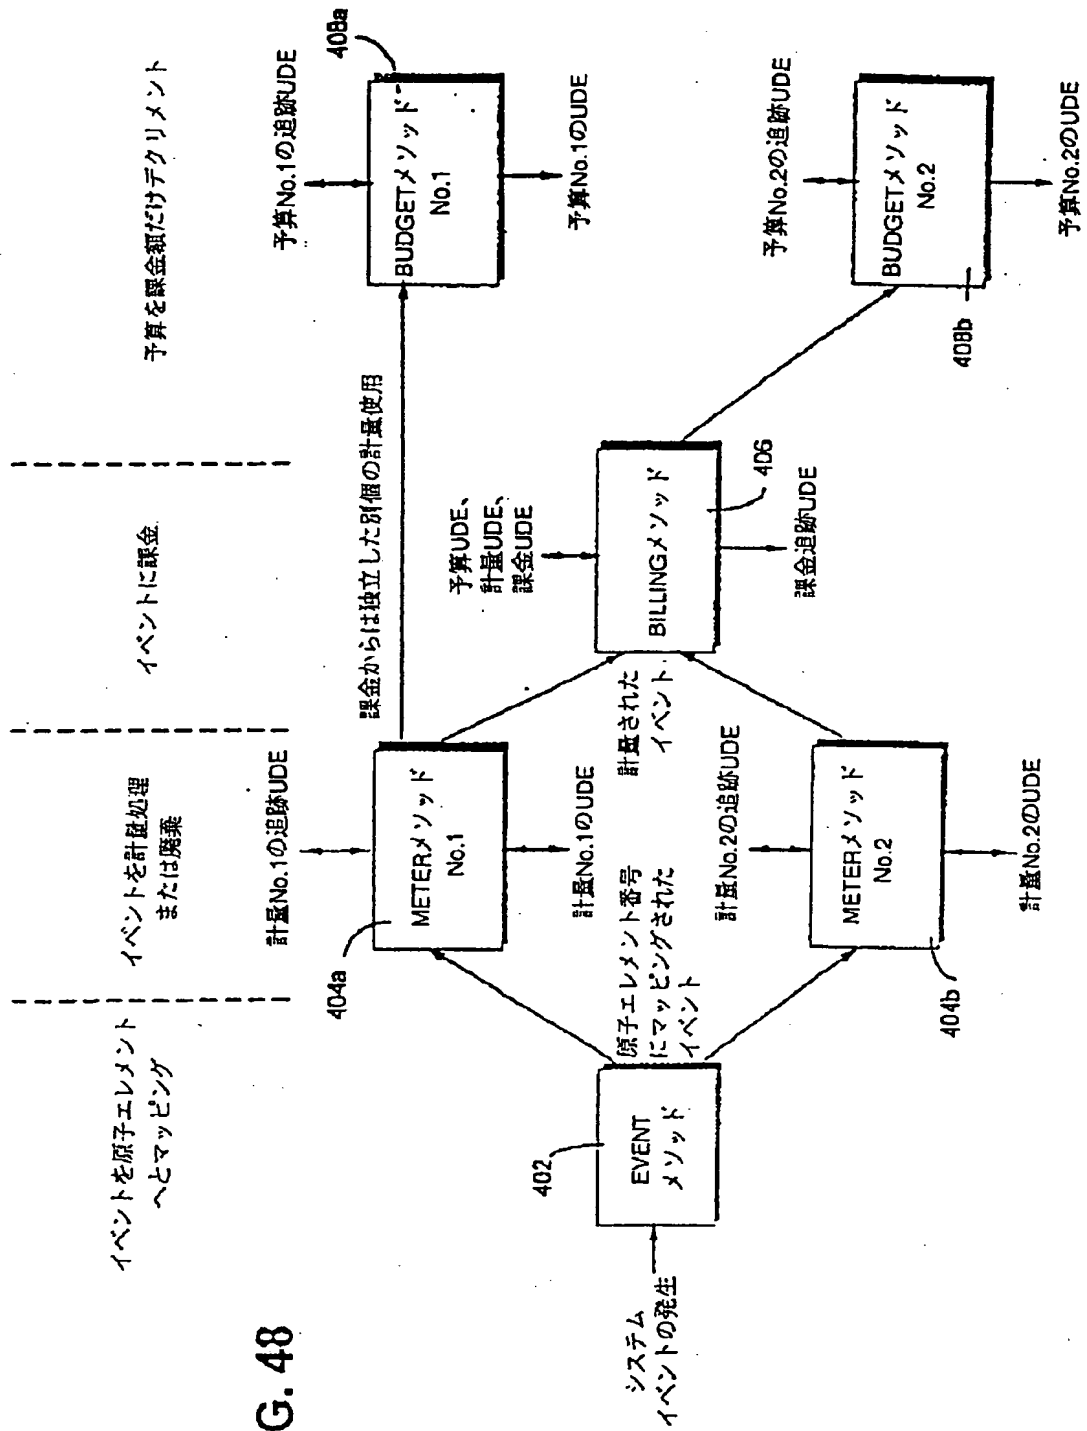 イベントを原子エレメント
へとマッピング
イベントを計量処理
または廃棄
イベントに課金
予算を課金額だけデクリメント
計量No.1の追跡UDE
404a
METERメソッド
No.1
計量No.1のUDE
課金からは独立した別個の計量使用
予算No.1の追跡UDE
408a
BUDGETメソッド
No.1
予算No.1のUDE
システム
イベントの発生
402
EVENT
メソッド
原子エレメント番号
にマッピングされた
イベント
計量された
イベント
予算UDE、
計量UDE、
課金UDE
BILLINGメソッド
406
課金追跡UDE
計量No.2の追跡UDE
METERメソッド
No.2
404b
計量No.2のUDE
予算No.2の追跡UDE
BUDGETメソッド
No.2
408b
予算No.2のUDE
G. 48